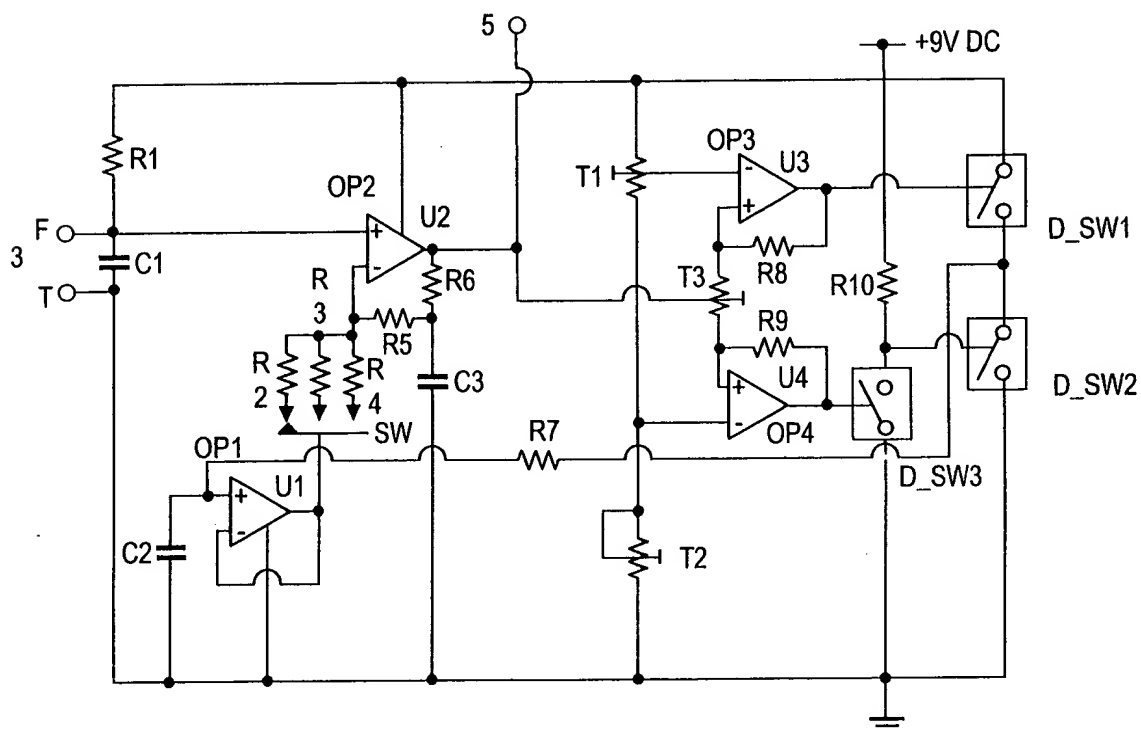 5
+9V DC
R1
OP3
U3
T1
-
+
OP2
U2
F
3
C1
T
+
-
R
3
R6
R8
T3
R10
D_SW1
R5
R
2
R
4
C3
R9
U4
+
-
OP4
D_SW2
SW
OP1
U1
R7
D_SW3
+
-
C2
T2